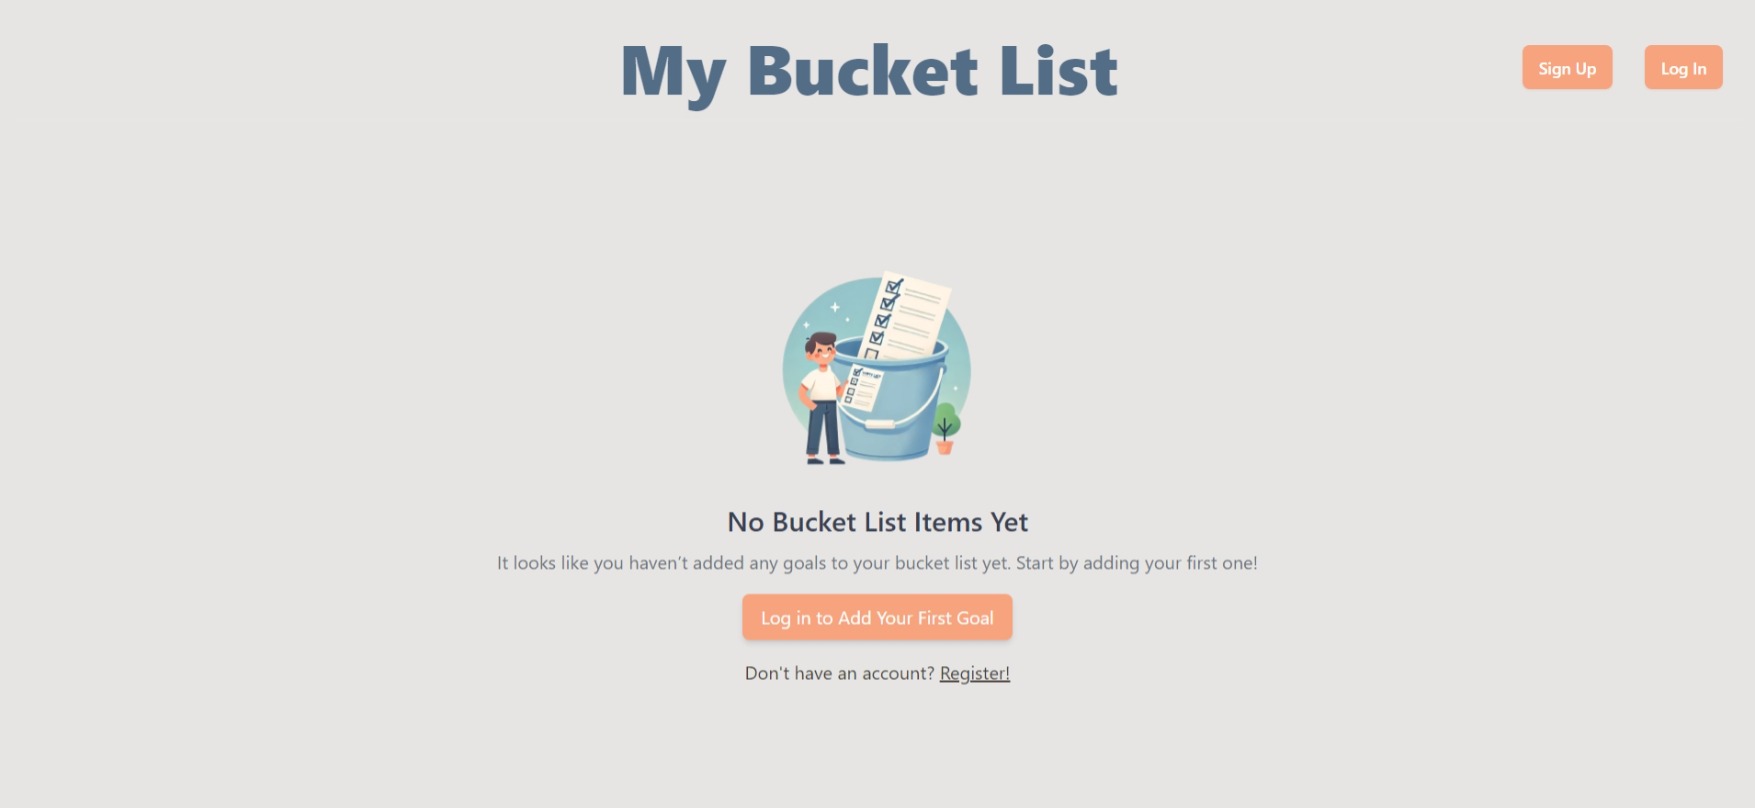 My Bucket List
Sign Up
Log In
No Bucket List Items Yet
It looks like you haven't added any goals to your bucket list yet. Start by adding your first one!
Log in to Add Your First Goal
Don't have an account? Register!